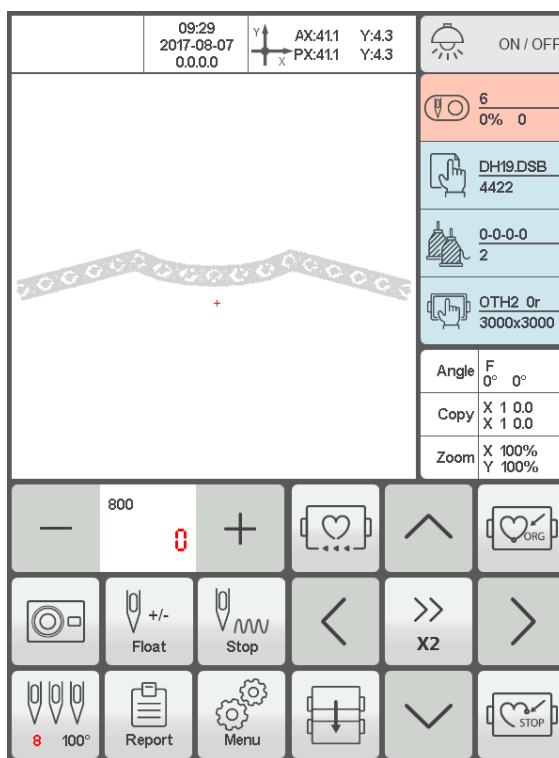 09:29
2017-08-07
0.0.0.0
Y
X
AX:41.1 Y:4.3
PX:41.1 Y:4.3
ON / OFF
6
0% 0
DH19.DSB
4422
0-0-0-0
2
OTH2 0r
3000x3000
Angle F
0° 0°
Copy X 1 0.0
X 1 0.0
Zoom X 100%
Y 100%
800
0
ORG
+/-
Float
Stop
X2
8 100°
Report
Menu
STOP